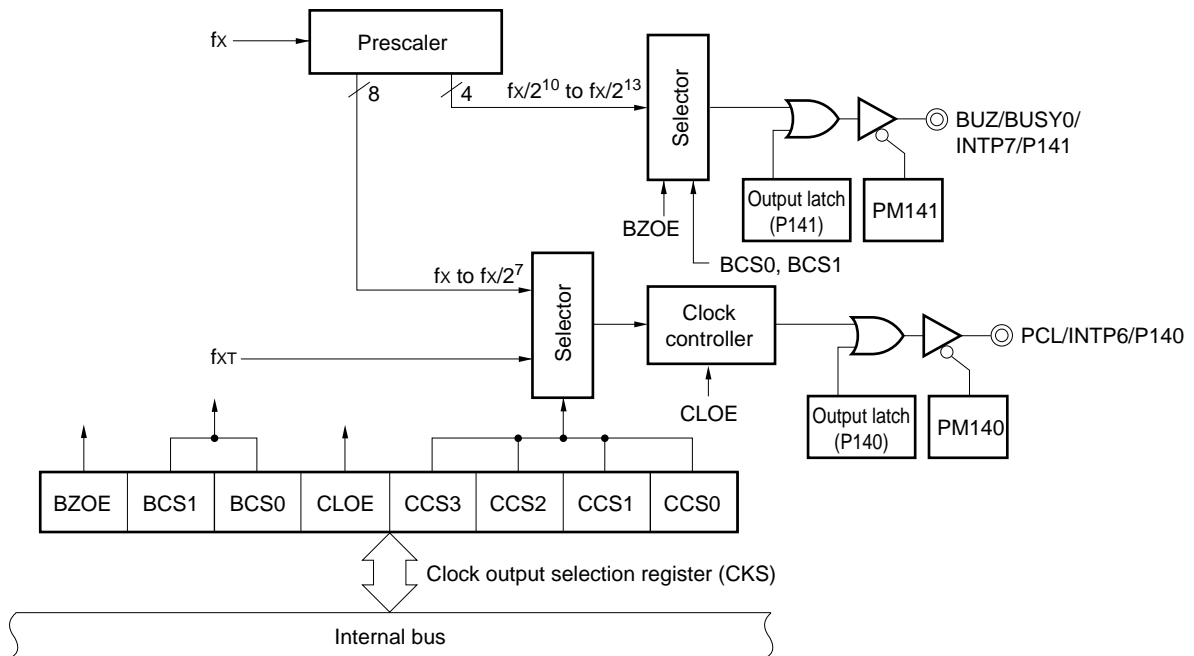 fX
Prescaler
8
4
fX/2^10 to fX/2^13
Selector
BUZ/BUSY0/
INTP7/P141
Output latch
(P141)
PM141
BZOE
BCS0, BCS1
fX to fX/2^7
Selector
Clock
controller
PCL/INTP6/P140
fXT
CLOE
Output latch
(P140)
PM140
BZOE BCS1 BCS0 CLOE CCS3 CCS2 CCS1 CCS0
Clock output selection register (CKS)
Internal bus